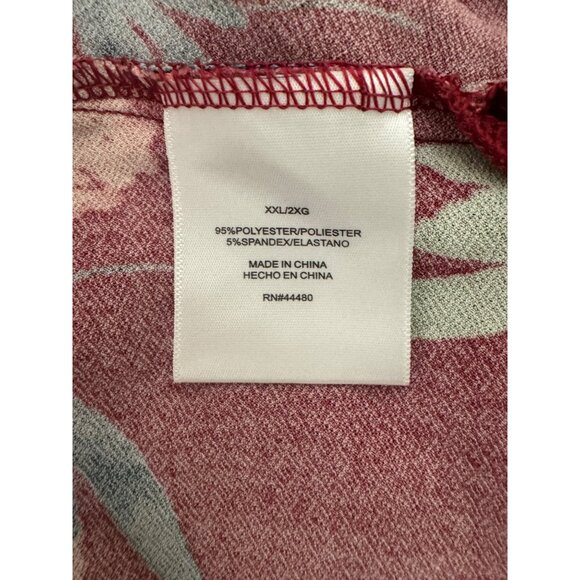 XXL/2XG
95%POLYESTER/POLIESTER
5%SPANDEX/ELASTANO
MADE IN CHINA
HECHO EN CHINA
RN#44480